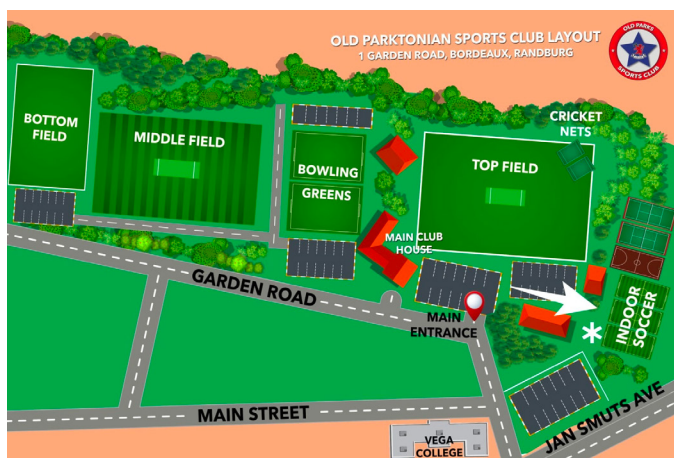 OLD PARKTONIAN SPORTS CLUB LAYOUT
1 GARDEN ROAD, BORDEAUX, RANDBURG
OLD PARKS
SPORTS CLUB
BOTTOM
FIELD
MIDDLE FIELD
BOWLING
GREENS
TOP FIELD
CRICKET
NETS
MAIN CLUB
HOUSE
GARDEN ROAD
MAIN
ENTRANCE
INDOOR
SOCCER
*
MAIN STREET
VEGA
COLLEGE
JAN SMUTS AVE